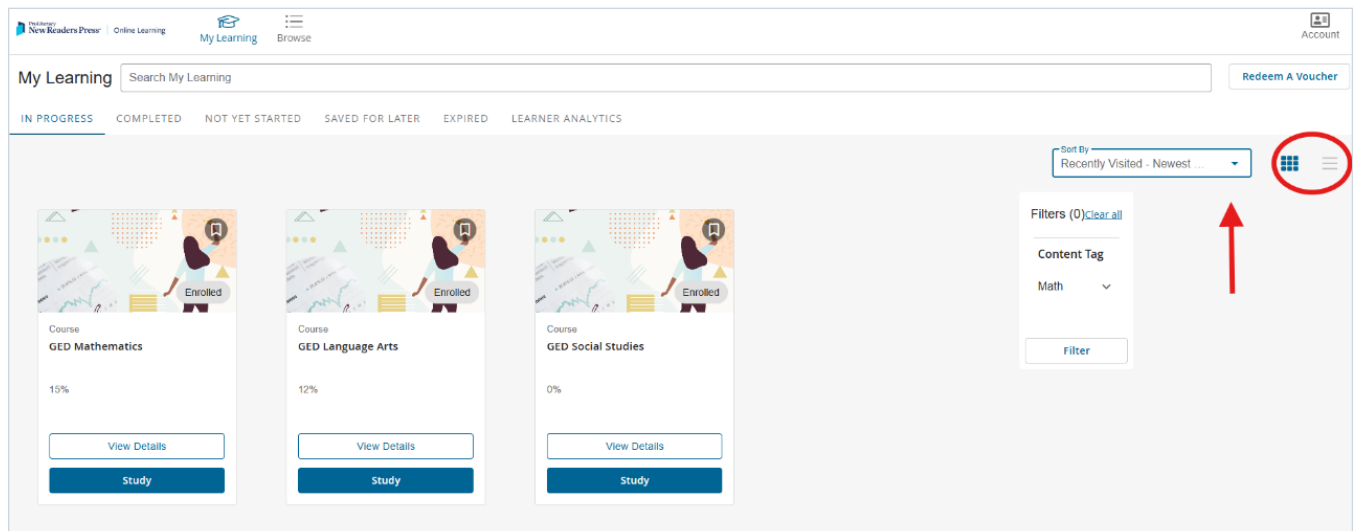 ProLiteracy
New Readers Press Online Learning
My Learning
Browse
Account
My Learning
Search My Learning
Redeem A Voucher
IN PROGRESS COMPLETED NOT YET STARTED SAVED FOR LATER EXPIRED LEARNER ANALYTICS
Sort By
Recently Visited - Newest ...
Filters (0) Clear all
Content Tag
Math
Filter
Enrolled
Course
GED Mathematics
15%
View Details
Study
Enrolled
Course
GED Language Arts
12%
View Details
Study
Enrolled
Course
GED Social Studies
0%
View Details
Study